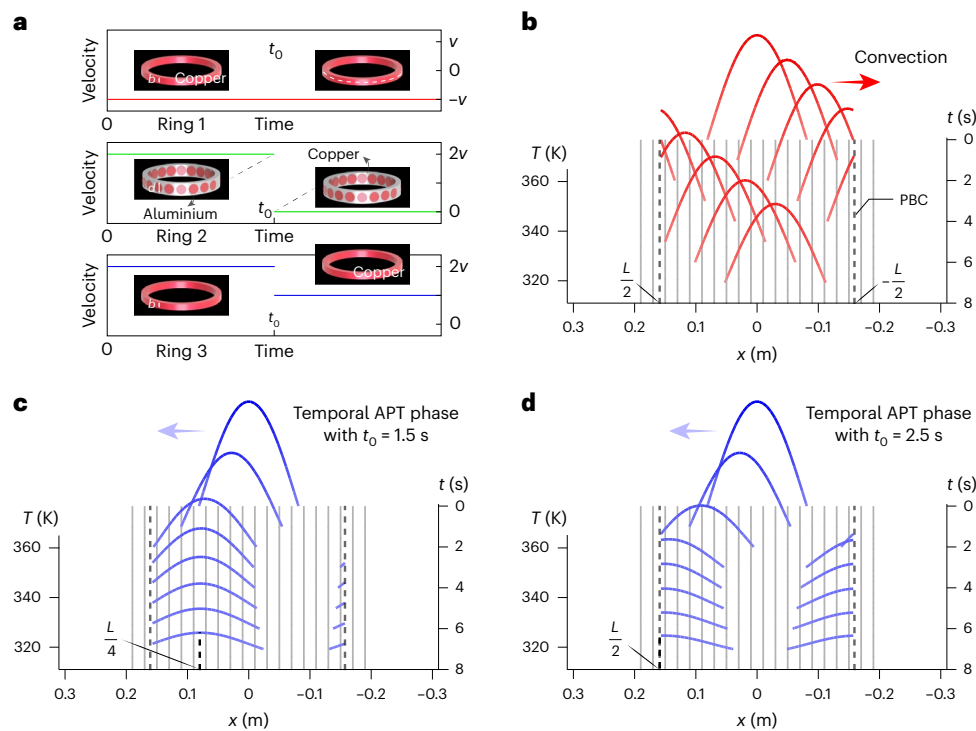 a
Velocity
v
0
−v
t0
b
Copper
0
Ring 1
Time
Velocity
2v
0
Copper
Aluminium
t0
0
Ring 2
Time
Velocity
2v
0
Copper
b
t0
0
Ring 3
Time
b
Convection
t (s)
T (K)
360
340
320
0
2
4
6
8
PBC
L/2
−L/2
0.3
0.2
0.1
0
−0.1
−0.2
−0.3
x (m)
c
Temporal APT phase
with t0 = 1.5 s
t (s)
T (K)
360
340
320
0
2
4
6
8
L/4
0.3
0.2
0.1
0
−0.1
−0.2
−0.3
x (m)
d
Temporal APT phase
with t0 = 2.5 s
t (s)
T (K)
360
340
320
0
2
4
6
8
L/2
0.3
0.2
0.1
0
−0.1
−0.2
−0.3
x (m)